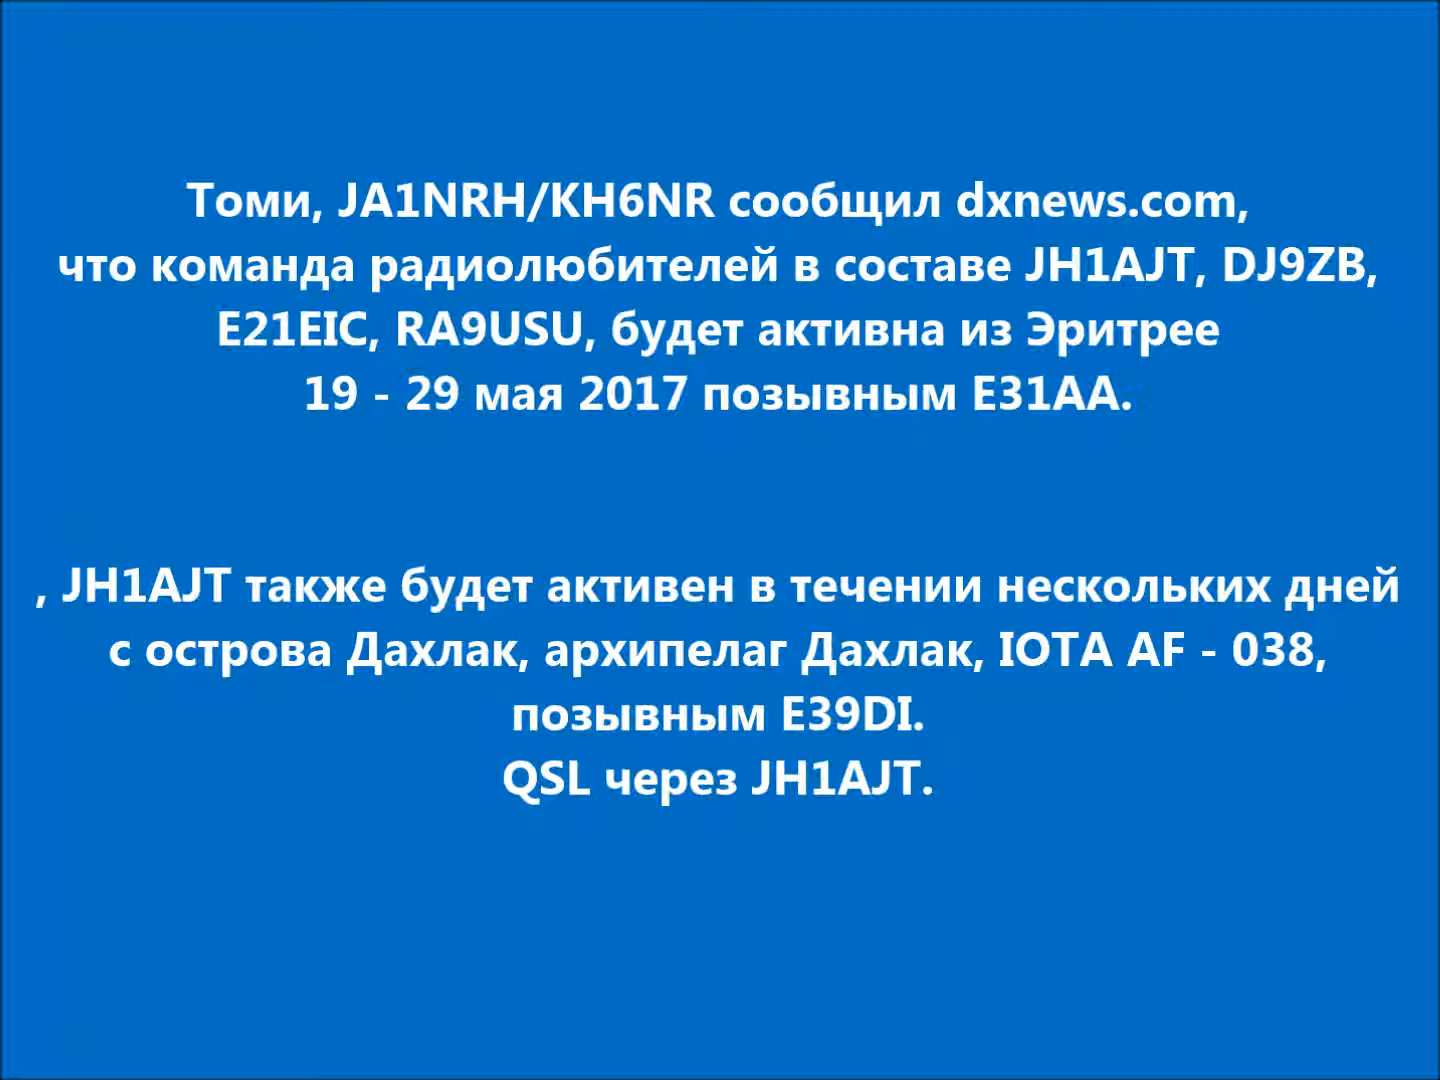 Томи, JA1NRH/KH6NR сообщил dxnews.com,
что команда радиолюбителей в составе JH1AJT, DJ9ZB,
E21EIC, RA9USU, будет активна из Эритрее
19 - 29 мая 2017 позывным E31AA.
, JH1AJT также будет активен в течении нескольких дней
с острова Дахлак, архипелаг Дахлак, IOTA AF - 038,
позывным E39DI.
QSL через JH1AJT.